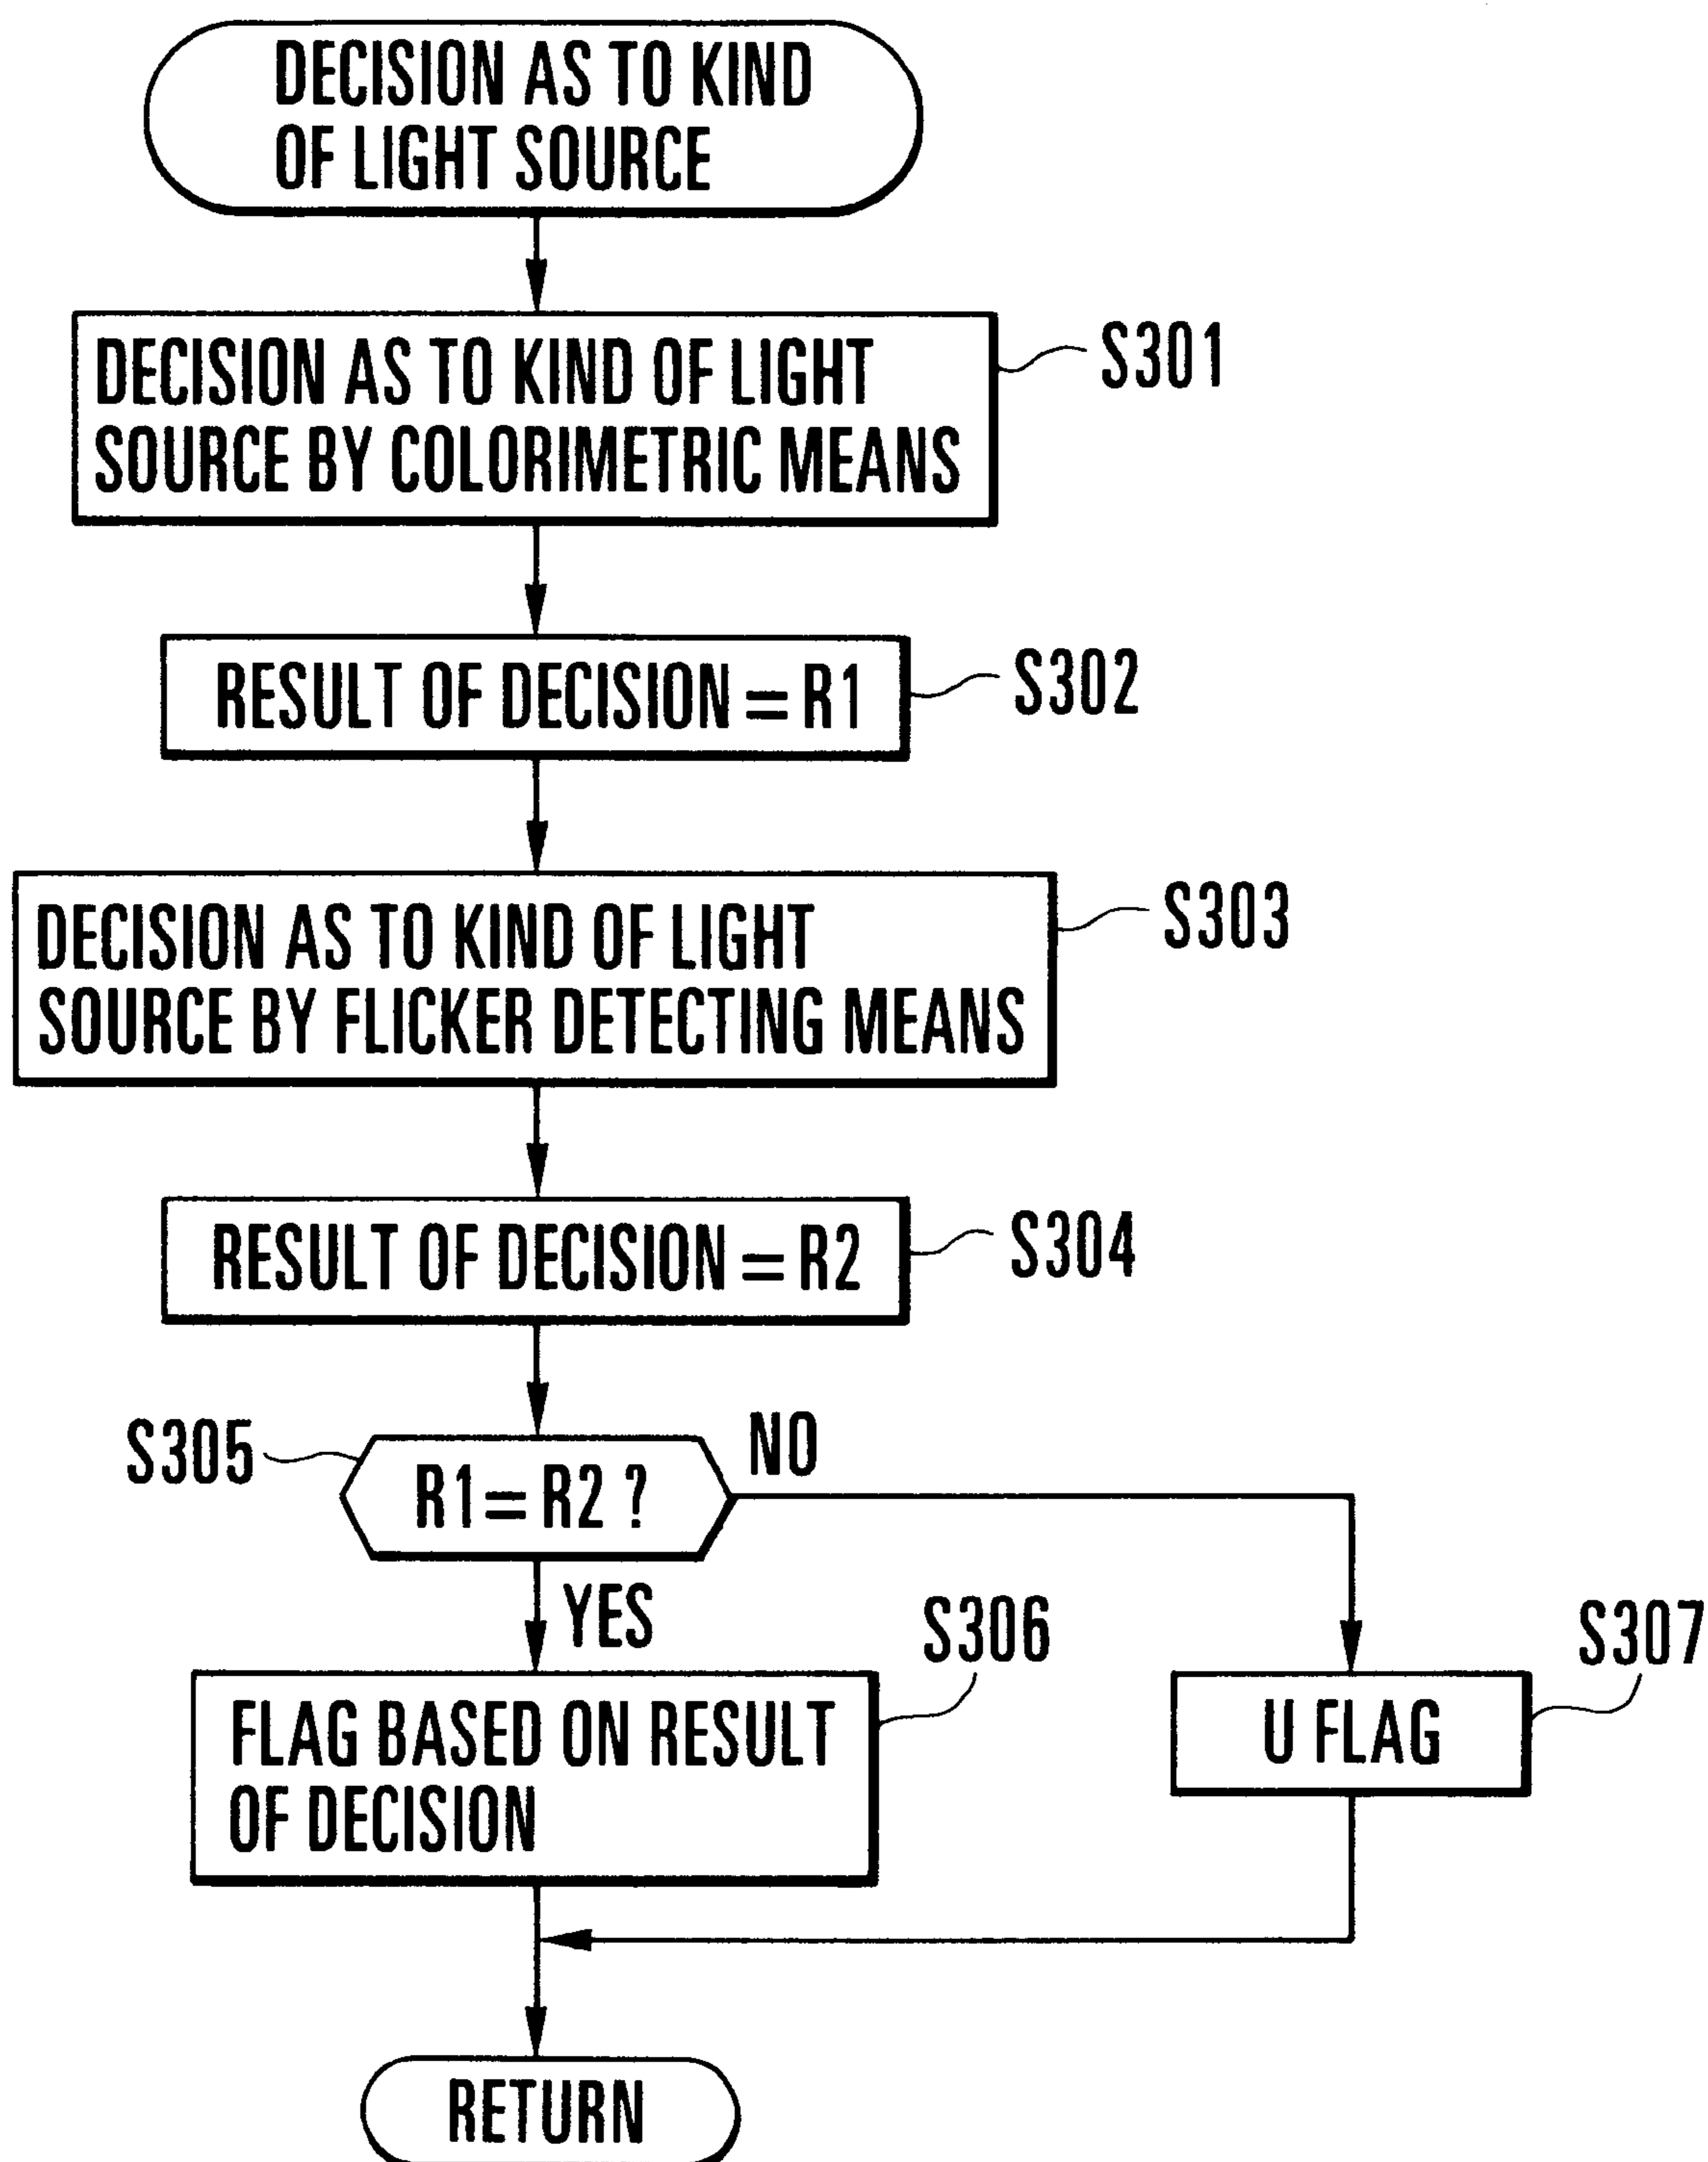 DECISION AS TO KIND
OF LIGHT SOURCE
DECISION AS TO KIND OF LIGHT
SOURCE BY COLORIMETRIC MEANS
S301
RESULT OF DECISION = R1
S302
DECISION AS TO KIND OF LIGHT
SOURCE BY FLICKER DETECTING MEANS
S303
RESULT OF DECISION = R2
S304
S305
R1 = R2 ?
NO
YES
FLAG BASED ON RESULT
OF DECISION
S306
U FLAG
S307
RETURN